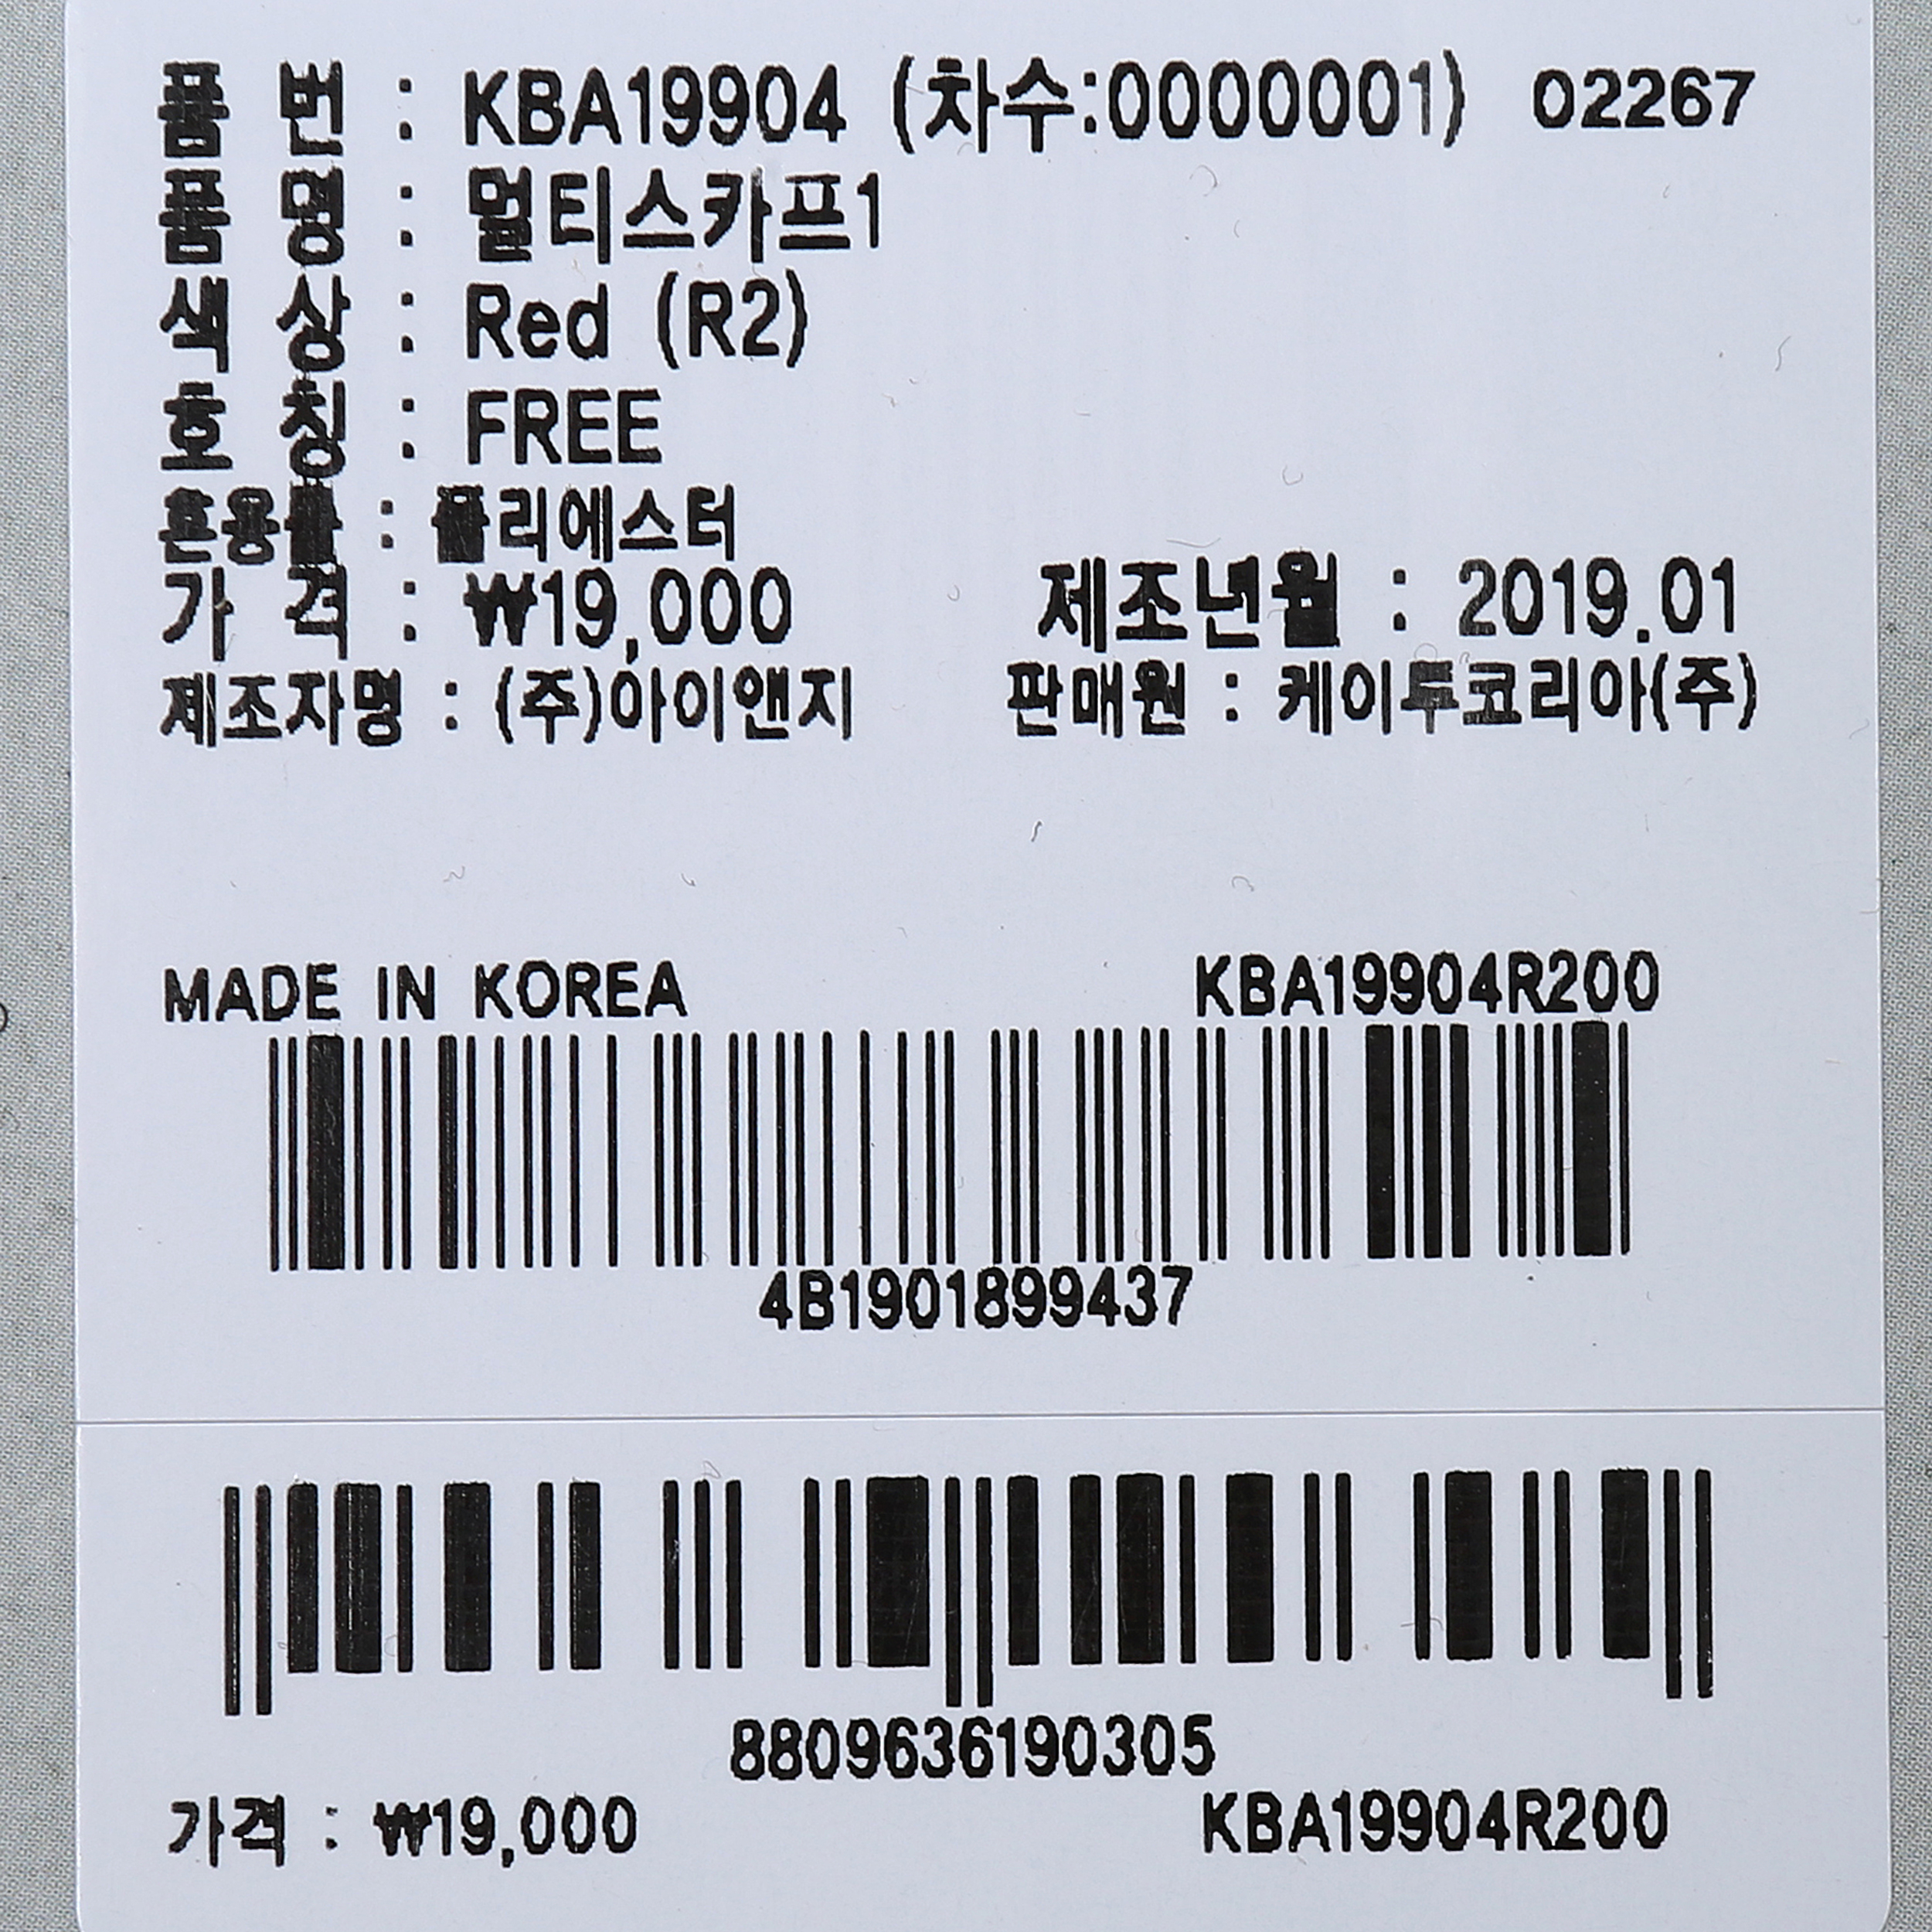 품 번 : KBA19904 (차수:0000001) 02267
품 명 : 멀티스카프1
색 상 : Red (R2)
호 칭 : FREE
혼용률 : 폴리에스터
가 격 : ₩19,000 제조년월 : 2019.01
제조자명 : (주)아이앤지 판매원 : 케이투코리아(주)
MADE IN KOREA KBA19904R200
4B1901899437
8809636190305
가격 : ₩19,000 KBA19904R200